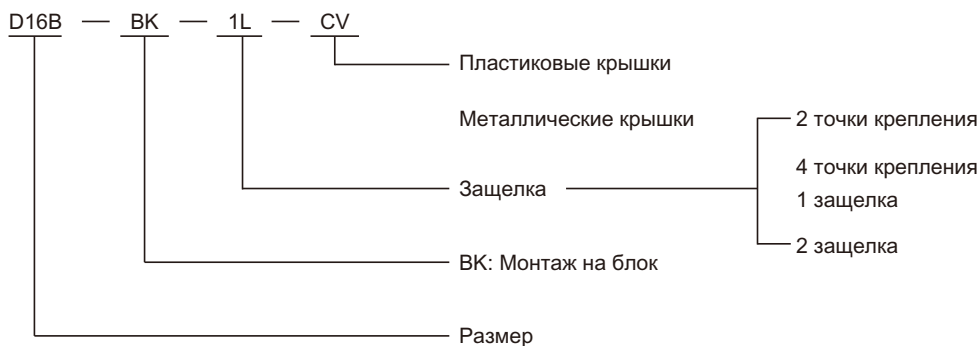 D16B — BK — 1L — CV
Пластиковые крышки
Металлические крышки
2 точки крепления
4 точки крепления
Защелка
1 защелка
2 защелка
BK: Монтаж на блок
Размер